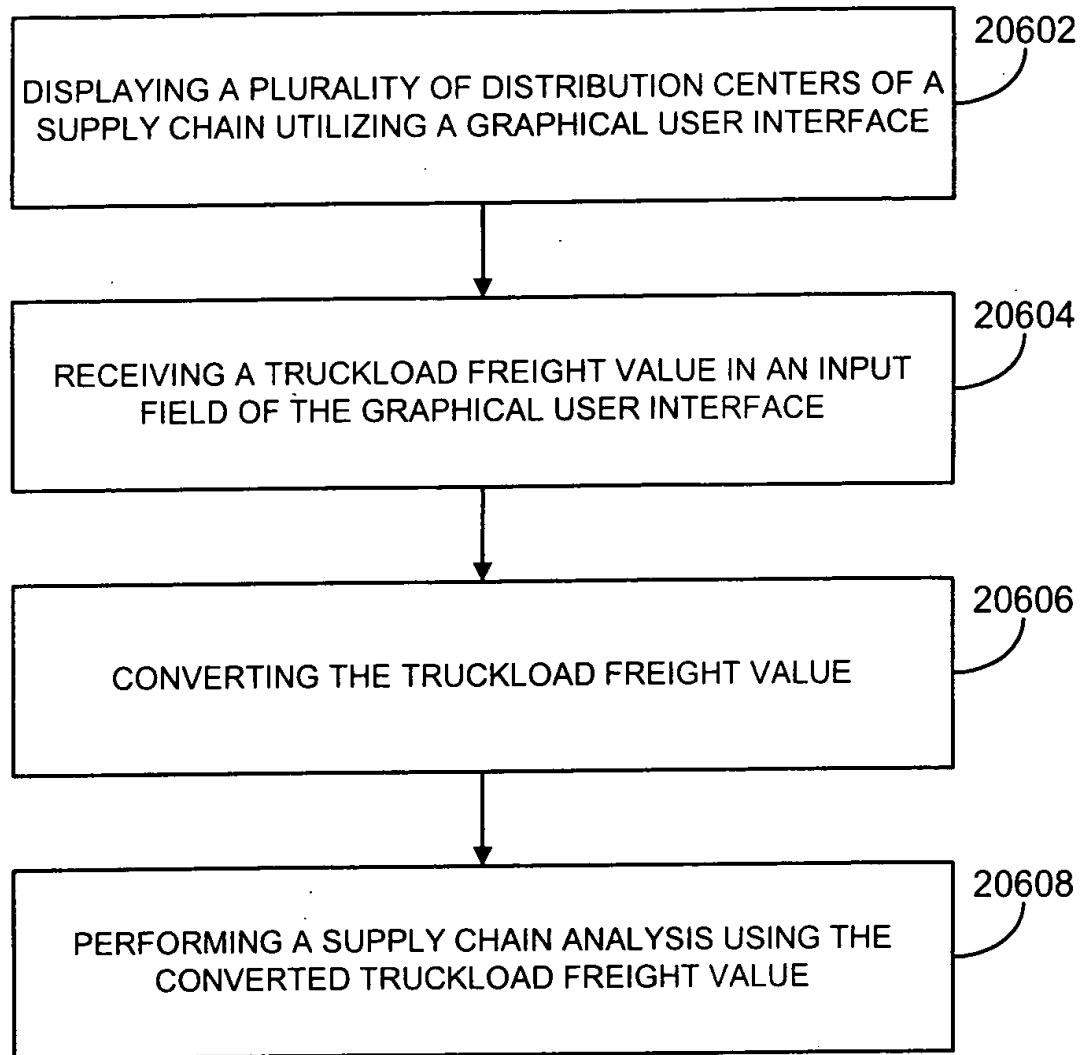 20602
DISPLAYING A PLURALITY OF DISTRIBUTION CENTERS OF A
SUPPLY CHAIN UTILIZING A GRAPHICAL USER INTERFACE
20604
RECEIVING A TRUCKLOAD FREIGHT VALUE IN AN INPUT
FIELD OF THE GRAPHICAL USER INTERFACE
20606
CONVERTING THE TRUCKLOAD FREIGHT VALUE
20608
PERFORMING A SUPPLY CHAIN ANALYSIS USING THE
CONVERTED TRUCKLOAD FREIGHT VALUE